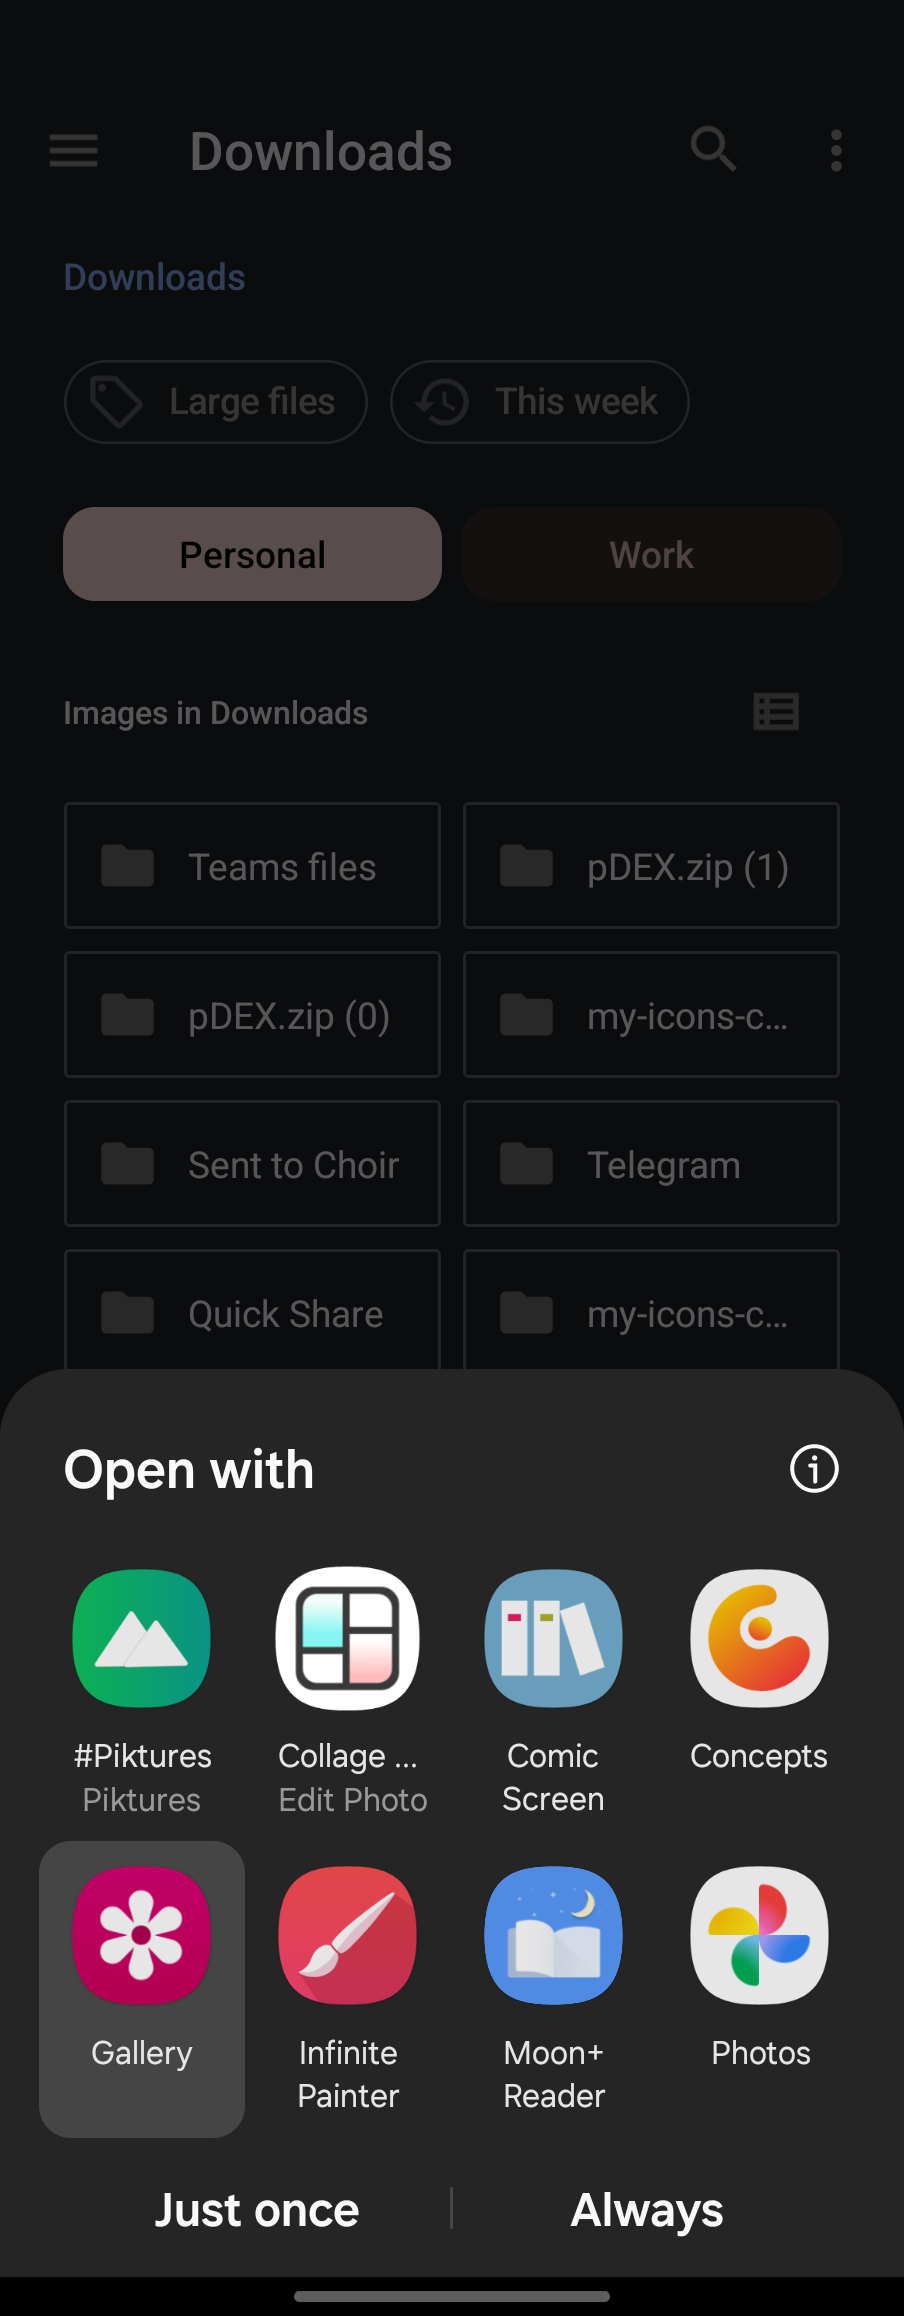 Downloads
Downloads
Large files
This week
Personal
Work
Images in Downloads
Teams files
pDEX.zip (1)
pDEX.zip (0)
my-icons-c...
Sent to Choir
Telegram
Quick Share
my-icons-c...
Open with
#Piktures
Piktures
Collage ...
Edit Photo
Comic
Screen
Concepts
Gallery
Infinite
Painter
Moon+
Reader
Photos
Just once
Always